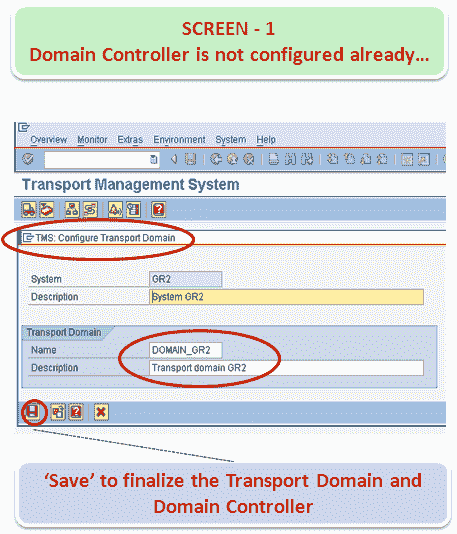 SCREEN - 1
Domain Controller is not configured already...
Overview Monitor Extras Environment System Help
Transport Management System
TMS: Configure Transport Domain
System GR2
Description System GR2
Transport Domain
Name DOMAIN_GR2
Description Transport domain GR2
‘Save’ to finalize the Transport Domain and
Domain Controller